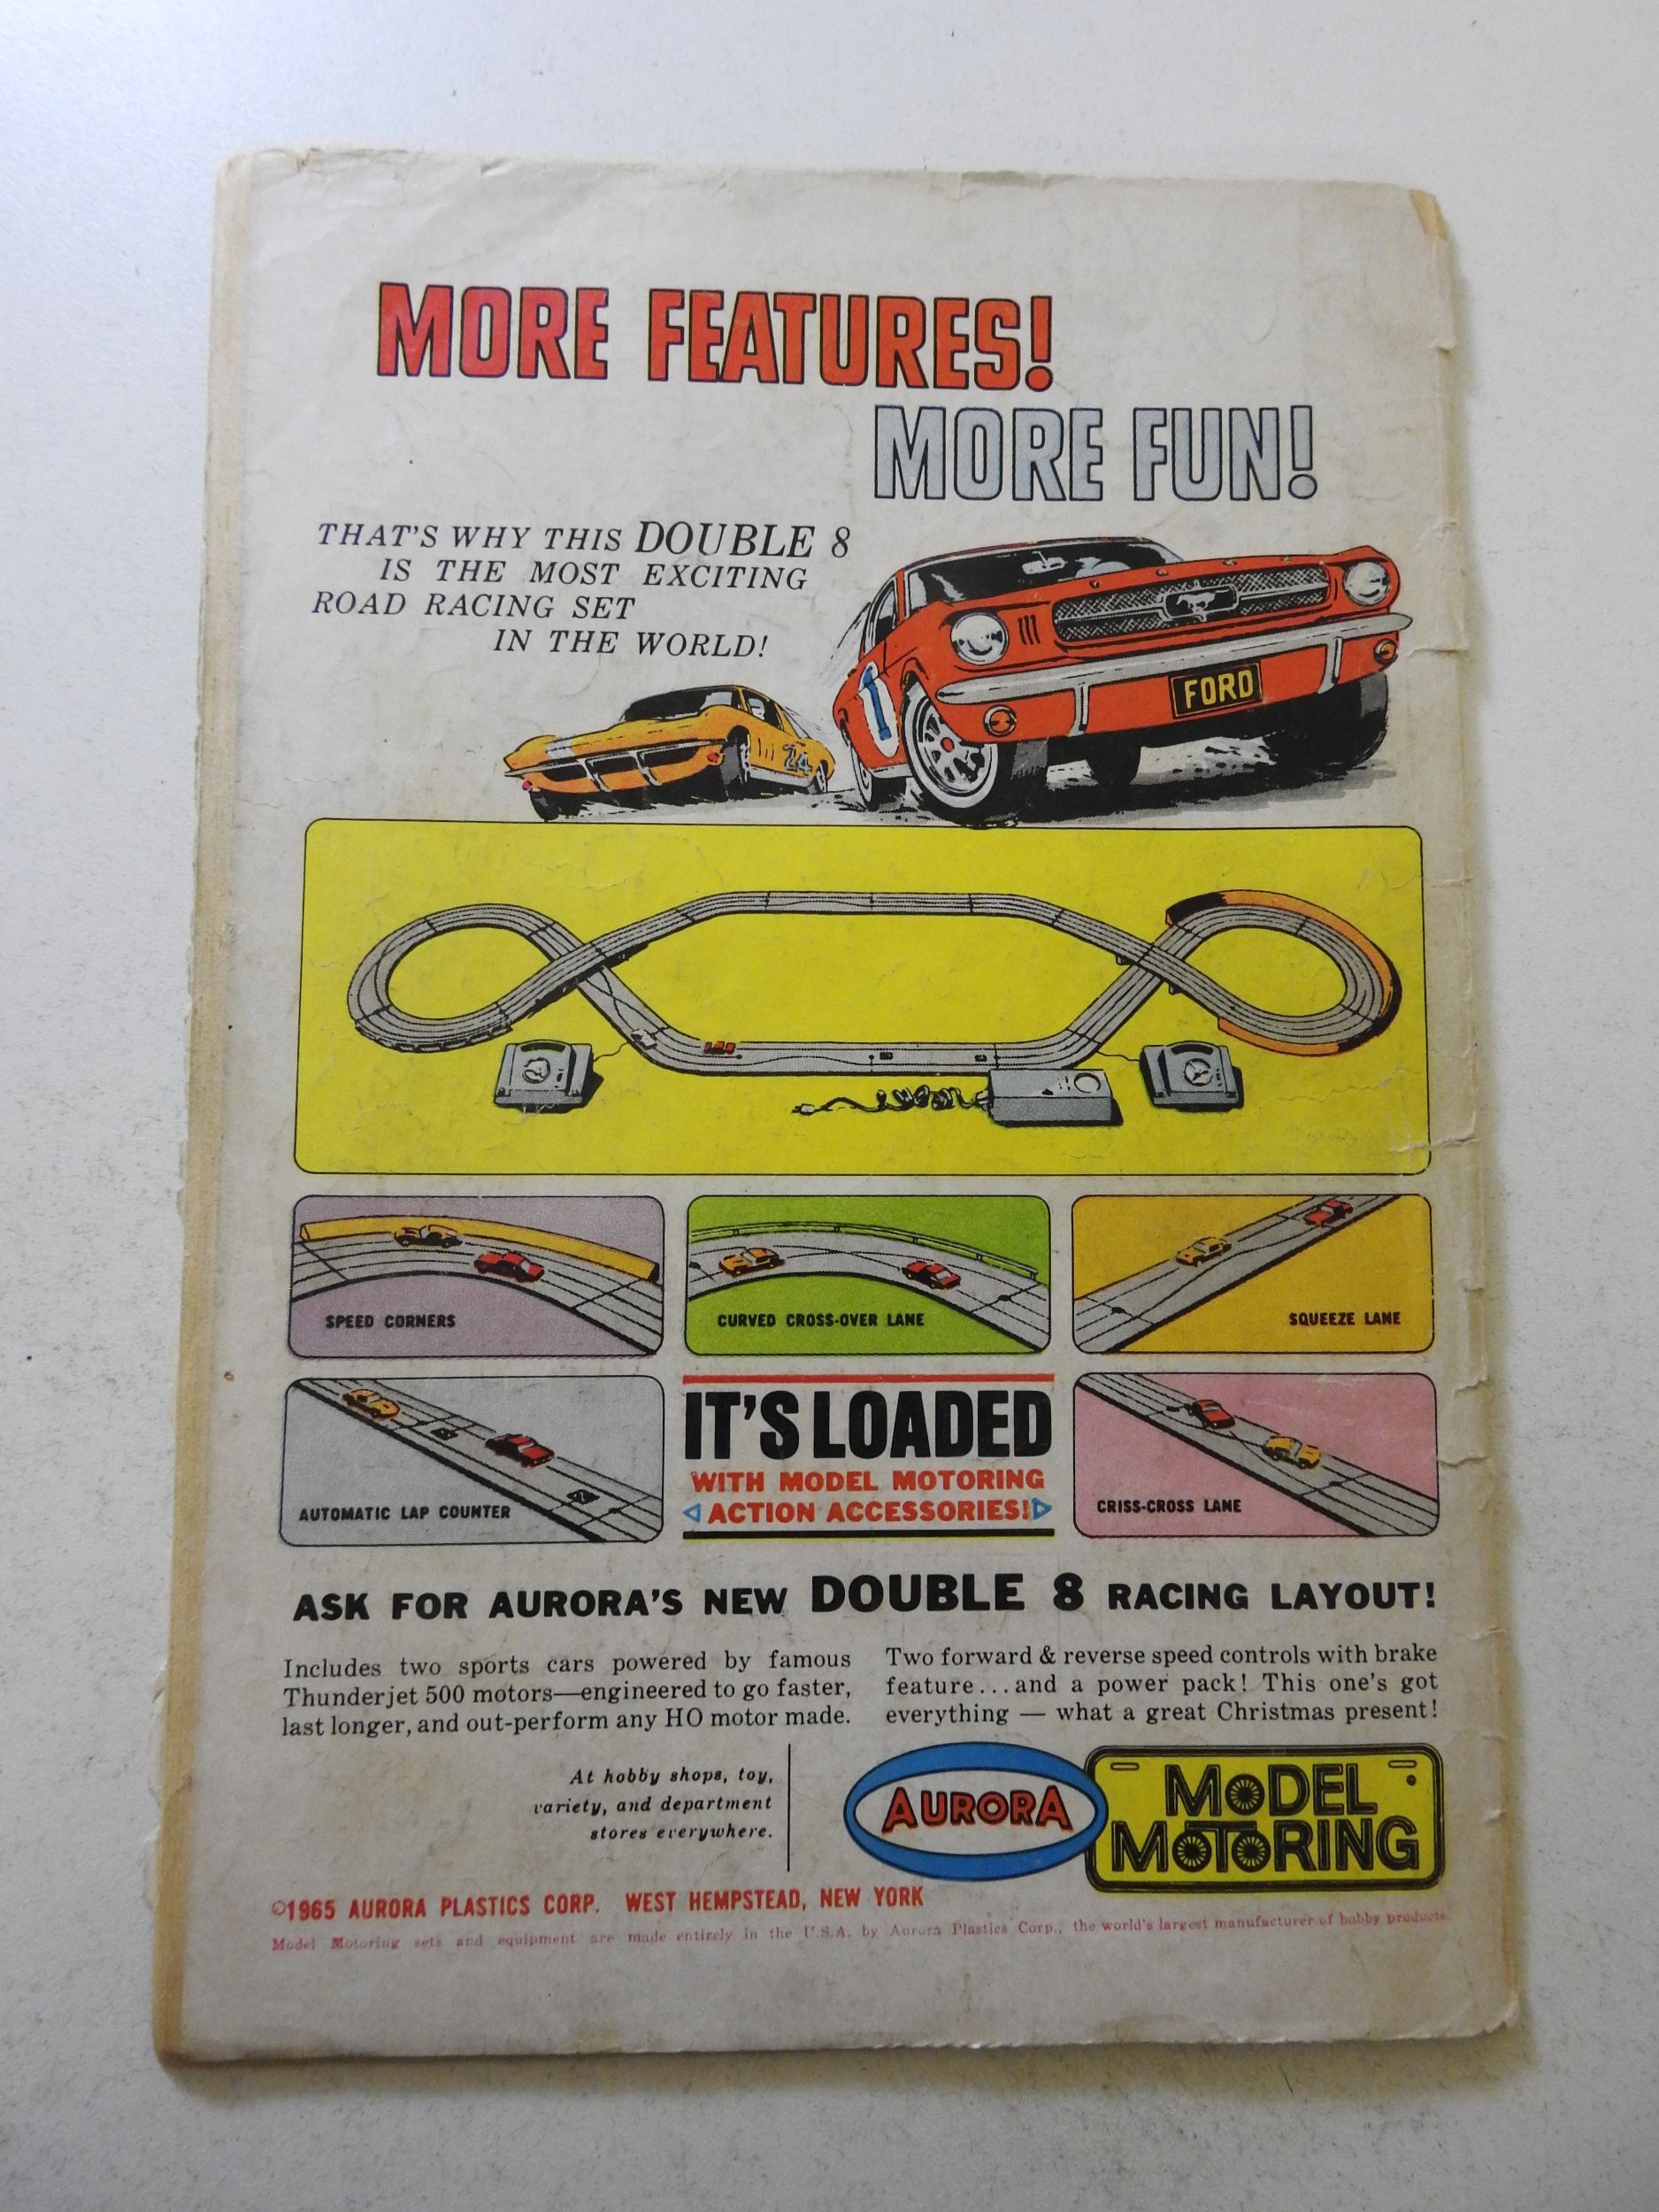 MORE FEATURES!
MORE FUN!
THAT'S WHY THIS DOUBLE 8
IS THE MOST EXCITING
ROAD RACING SET
IN THE WORLD!
1
FORD
24
SPEED CORNERS
CURVED CROSS-OVER LANE
SQUEEZE LANE
AUTOMATIC LAP COUNTER
IT'S LOADED
WITH MODEL MOTORING
ACTION ACCESSORIES!
CRISS-CROSS LANE
ASK FOR AURORA'S NEW DOUBLE 8 RACING LAYOUT!
Includes two sports cars powered by famous
Thunderjet 500 motors—engineered to go faster,
last longer, and out-perform any HO motor made.
Two forward & reverse speed controls with brake
feature...and a power pack! This one's got
everything — what a great Christmas present!
At hobby shops, toy,
variety, and department
stores everywhere.
AURORA
MODEL
MOTORING
©1965 AURORA PLASTICS CORP. WEST HEMPSTEAD, NEW YORK
Model Motoring sets and equipment are made entirely in the U.S.A. by Aurora Plastics Corp., the world's largest manufacturer of hobby products.